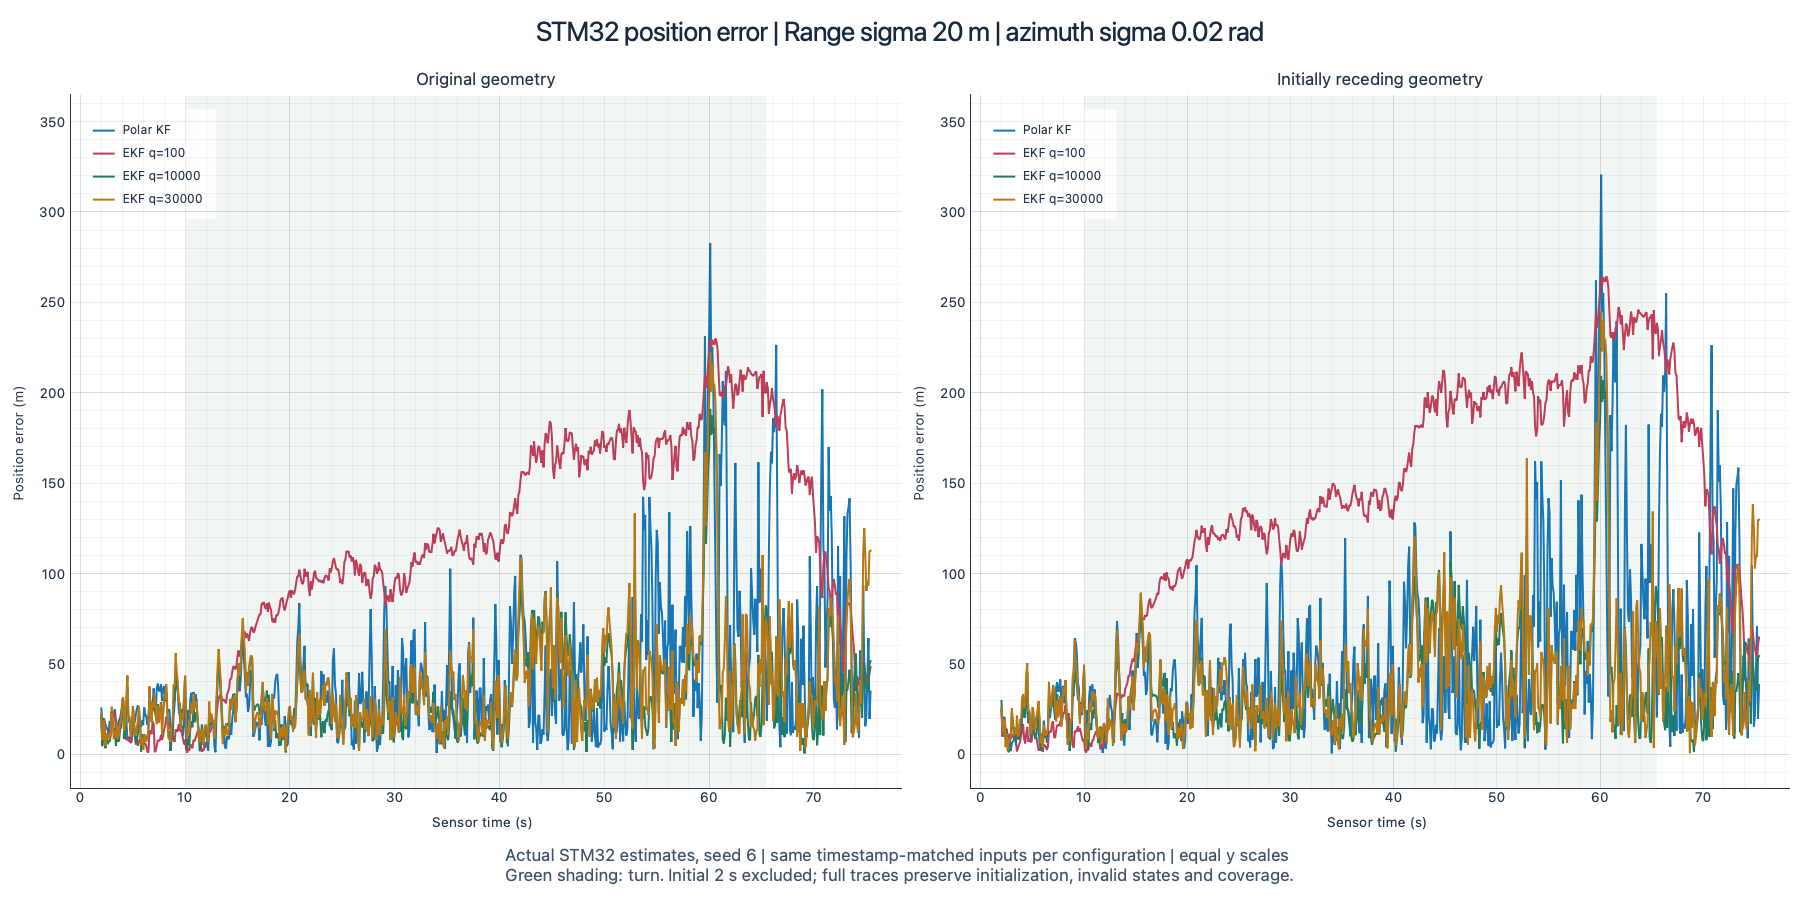 STM32 position error | Range sigma 20 m | azimuth sigma 0.02 rad
Original geometry
350
300
250
200
150
100
50
0
Position error (m)
Polar KF
EKF q=100
EKF q=10000
EKF q=30000
0 10 20 30 40 50 60 70
Sensor time (s)
Initially receding geometry
350
300
250
200
150
100
50
0
Position error (m)
Polar KF
EKF q=100
EKF q=10000
EKF q=30000
0 10 20 30 40 50 60 70
Sensor time (s)
Actual STM32 estimates, seed 6 | same timestamp-matched inputs per configuration | equal y scales
Green shading: turn. Initial 2 s excluded; full traces preserve initialization, invalid states and coverage.